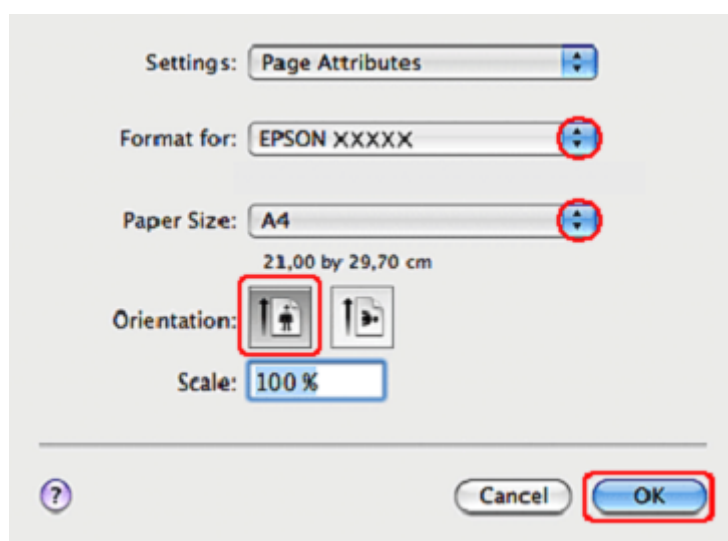 Settings: Page Attributes
Format for: EPSON XXXXX
Paper Size: A4
21,00 by 29,70 cm
Orientation:
Scale: 100 %
? Cancel OK